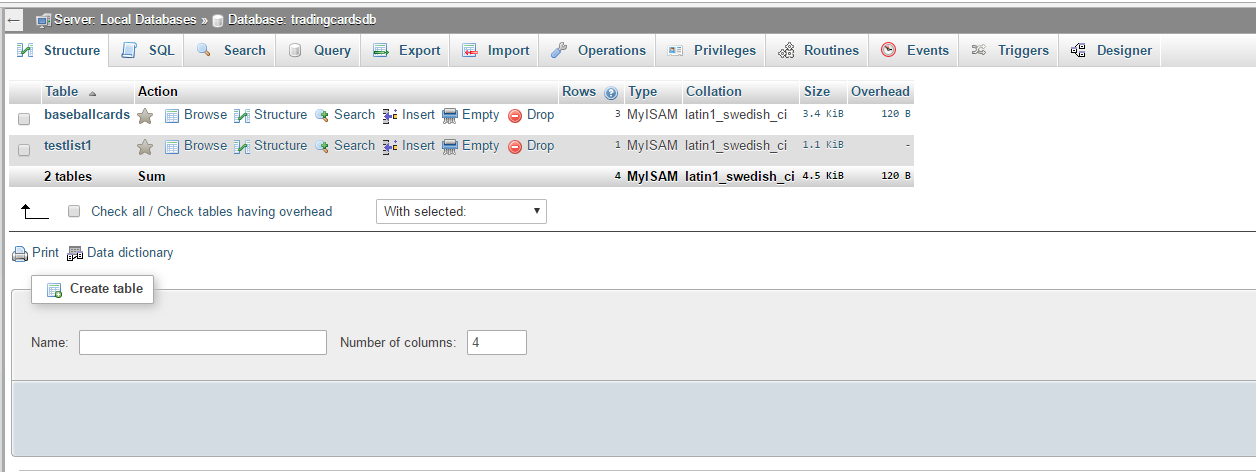 Server: Local Databases » Database: tradingcardsdb
Structure SQL Search Query Export Import Operations Privileges Routines Events Triggers Designer
Table Action Rows Type Collation Size Overhead
baseballcards Browse Structure Search Insert Empty Drop 3 MyISAM latin1_swedish_ci 3.4 KiB 120 B
testlist1 Browse Structure Search Insert Empty Drop 1 MyISAM latin1_swedish_ci 1.1 KiB -
2 tables Sum 4 MyISAM latin1_swedish_ci 4.5 KiB 120 B
Check all / Check tables having overhead With selected:
Print Data dictionary
Create table
Name: Number of columns: 4